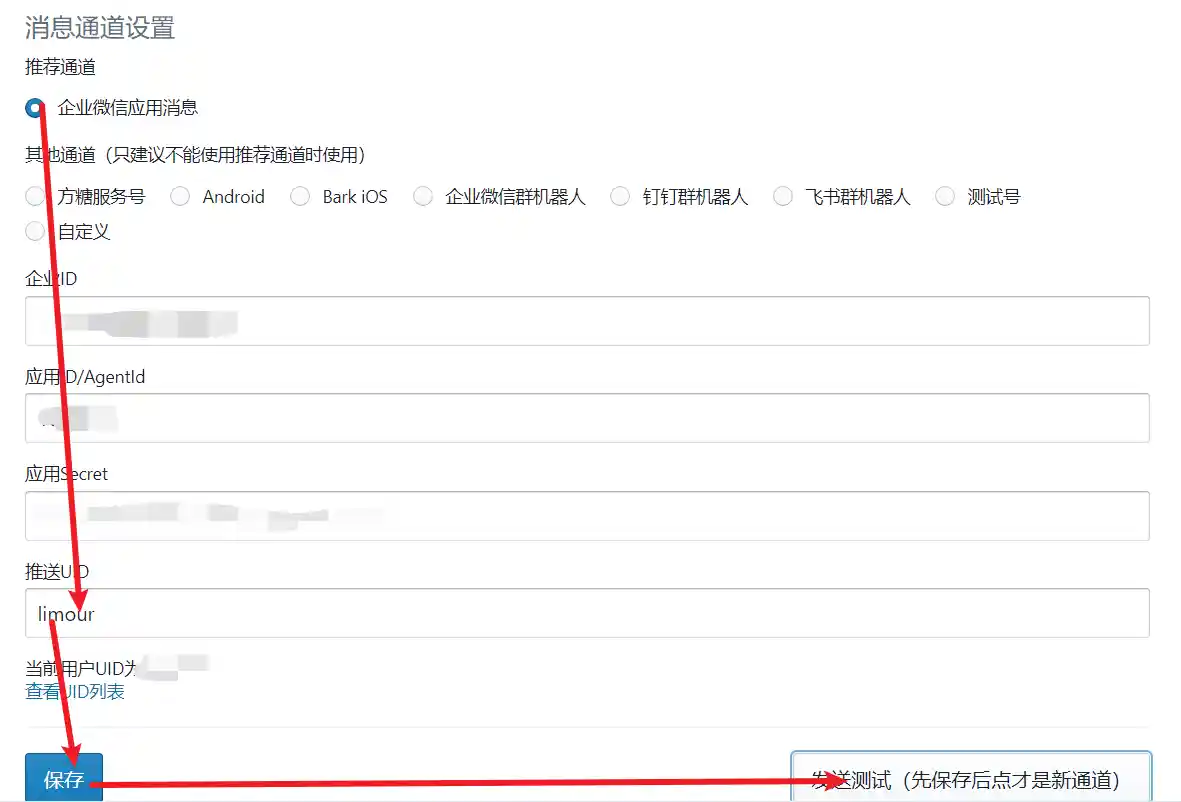 消息通道设置
推荐通道
企业微信应用消息
其他通道（只建议不能使用推荐通道时使用）
方糖服务号 Android Bark iOS 企业微信群机器人 钉钉群机器人 飞书群机器人 测试号
自定义
企业ID
应用ID/AgentId
应用Secret
推送UID
limour
当前用户UID为
查看UID列表
保存 发送测试（先保存后点才是新通道）